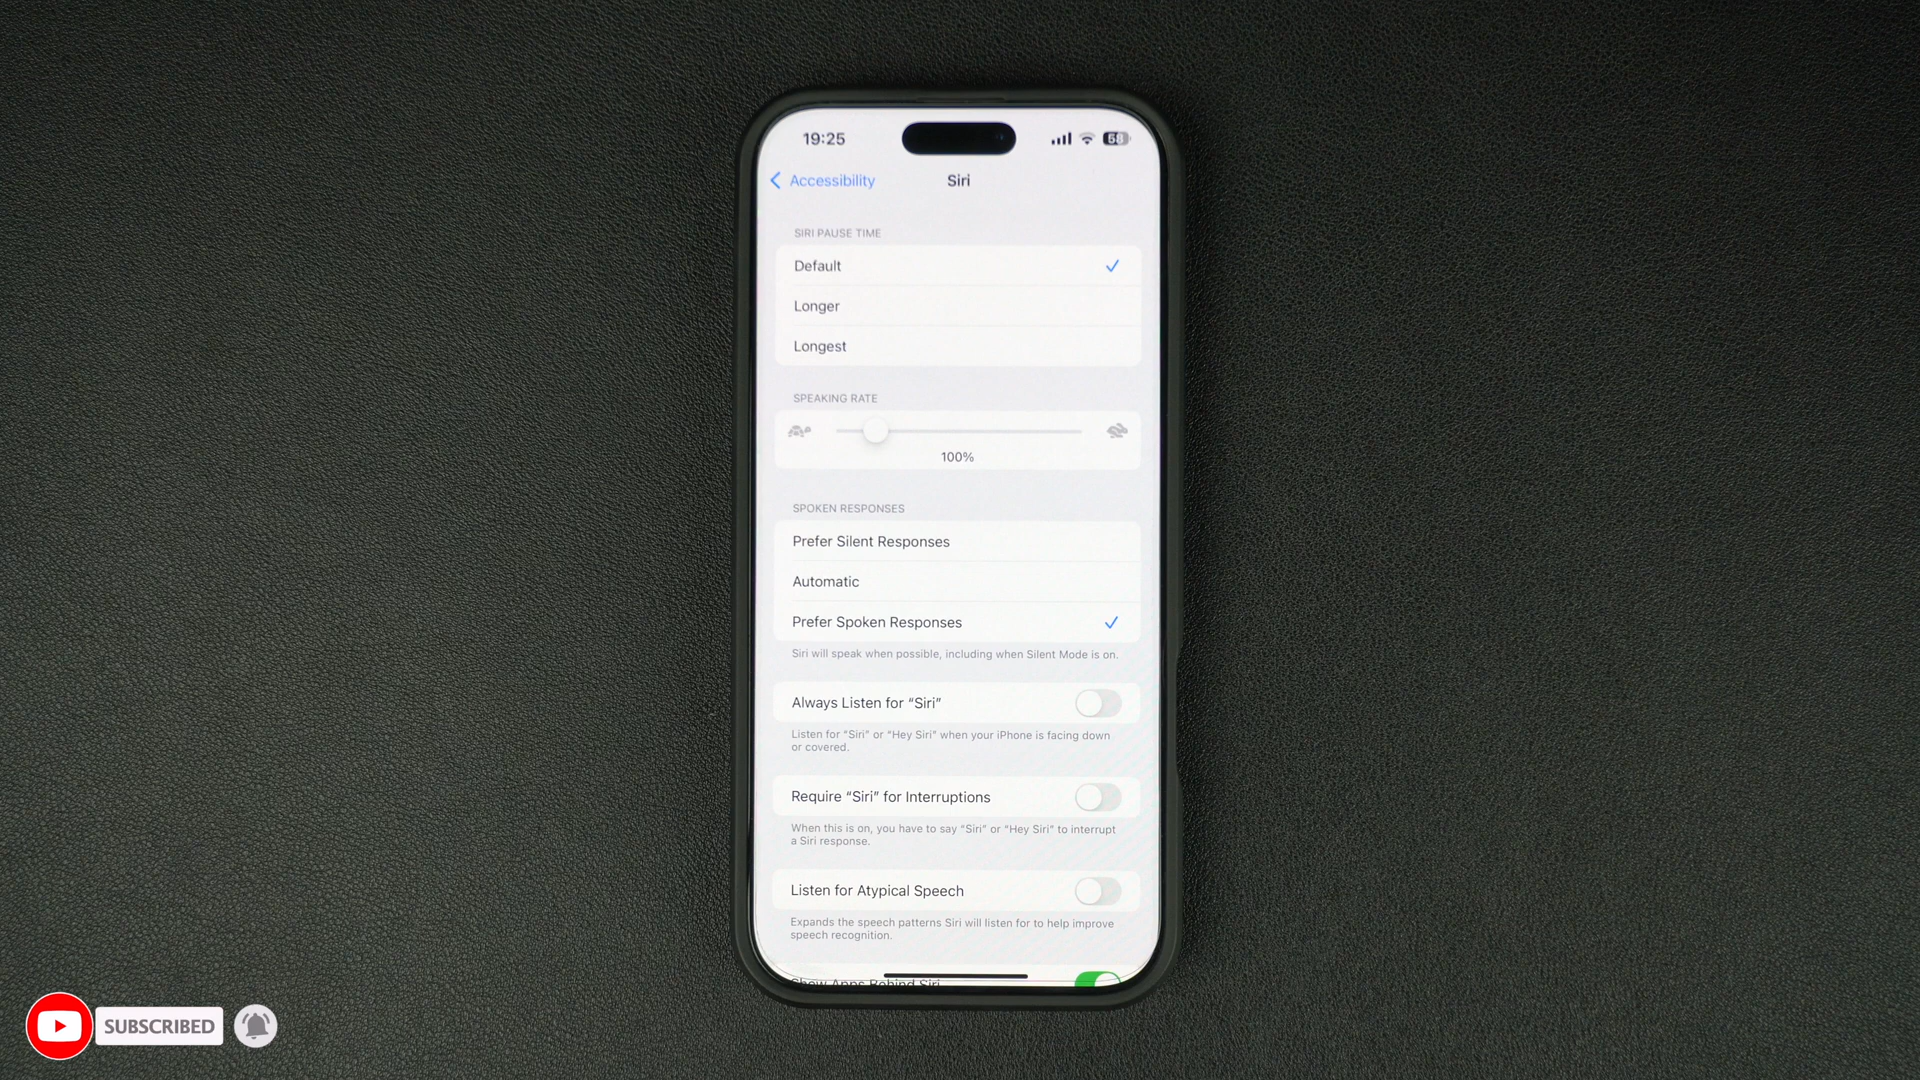 19:25
58
Accessibility
Siri
SIRI PAUSE TIME
Default
Longer
Longest
SPEAKING RATE
100%
SPOKEN RESPONSES
Prefer Silent Responses
Automatic
Prefer Spoken Responses
Siri will speak when possible, including when Silent Mode is on.
Always Listen for “Siri”
Listen for “Siri” or “Hey Siri” when your iPhone is facing down
or covered.
Require “Siri” for Interruptions
When this is on, you have to say “Siri” or “Hey Siri” to interrupt
a Siri response.
Listen for Atypical Speech
Expands the speech patterns Siri will listen for to help improve
speech recognition.
Show Apps Behind Siri
SUBSCRIBED